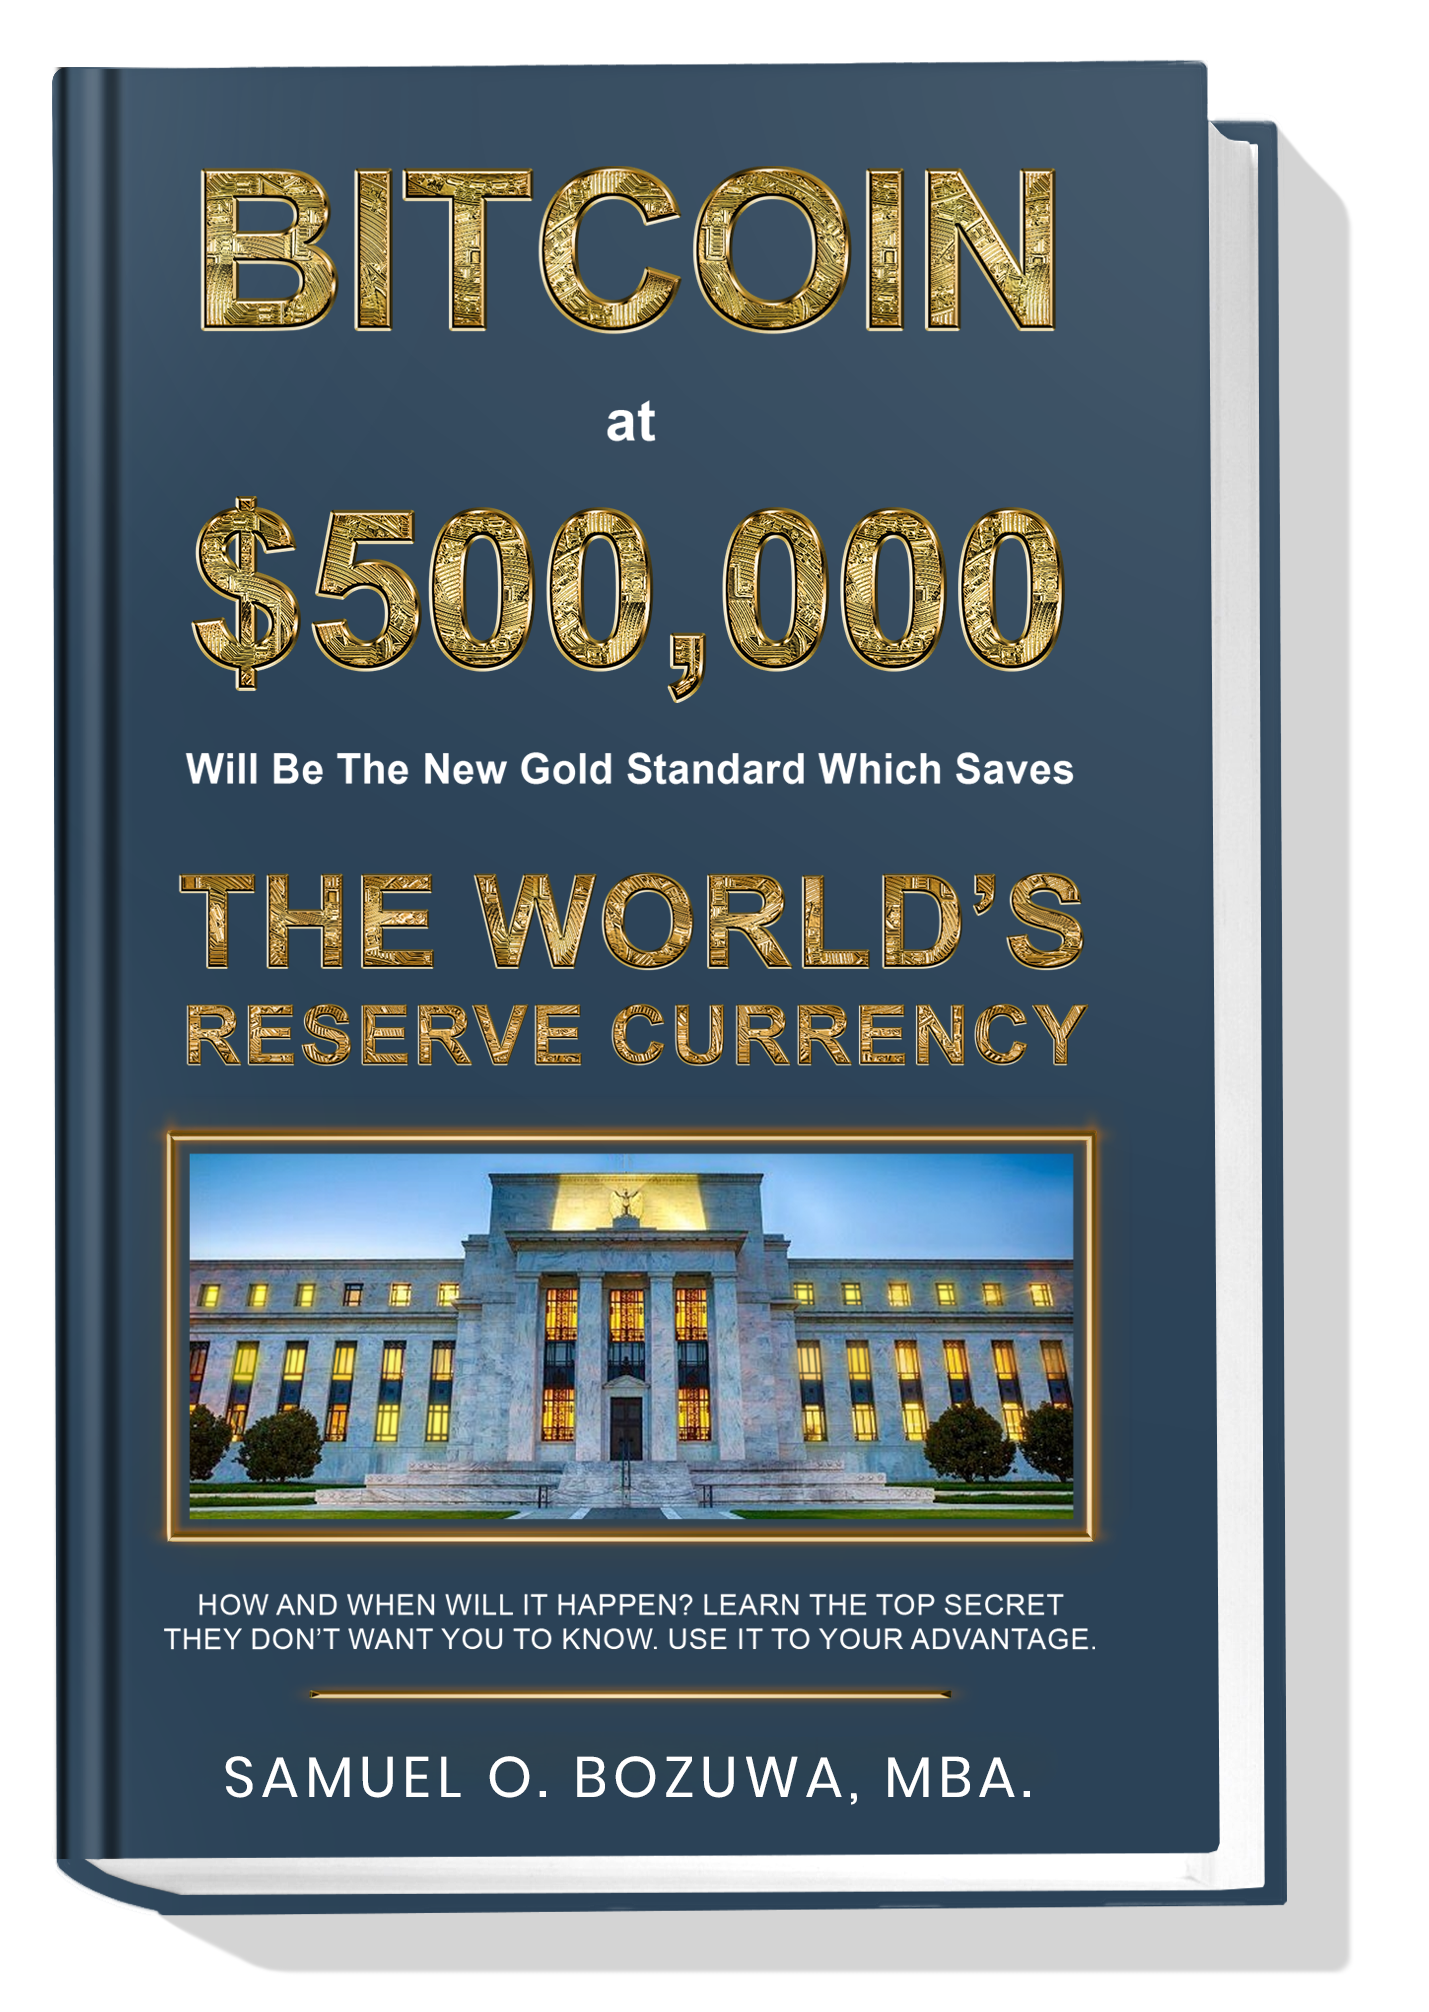 BITCOIN
at
$500,000
Will Be The New Gold Standard Which Saves
THE WORLD’S
RESERVE CURRENCY
HOW AND WHEN WILL IT HAPPEN? LEARN THE TOP SECRET
THEY DON’T WANT YOU TO KNOW. USE IT TO YOUR ADVANTAGE.
SAMUEL O. BOZUWA, MBA.